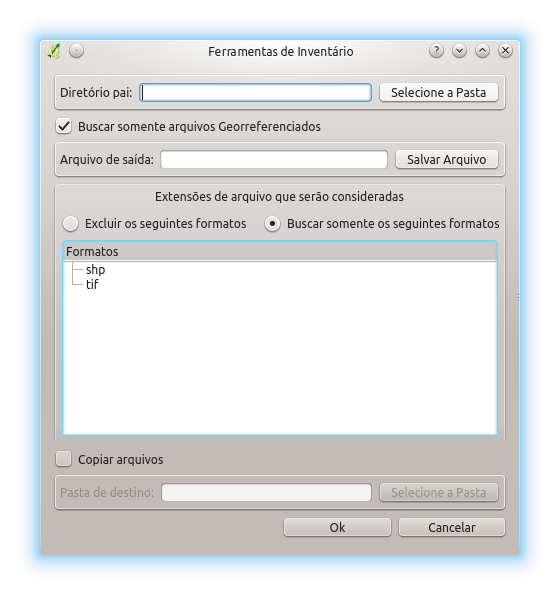 Ferramentas de Inventário
Diretório pai: Selecione a Pasta
Buscar somente arquivos Georreferenciados
Arquivo de saída: Salvar Arquivo
Extensões de arquivo que serão consideradas
Excluir os seguintes formatos Buscar somente os seguintes formatos
Formatos
shp
tif
Copiar arquivos
Pasta de destino: Selecione a Pasta
Ok Cancelar